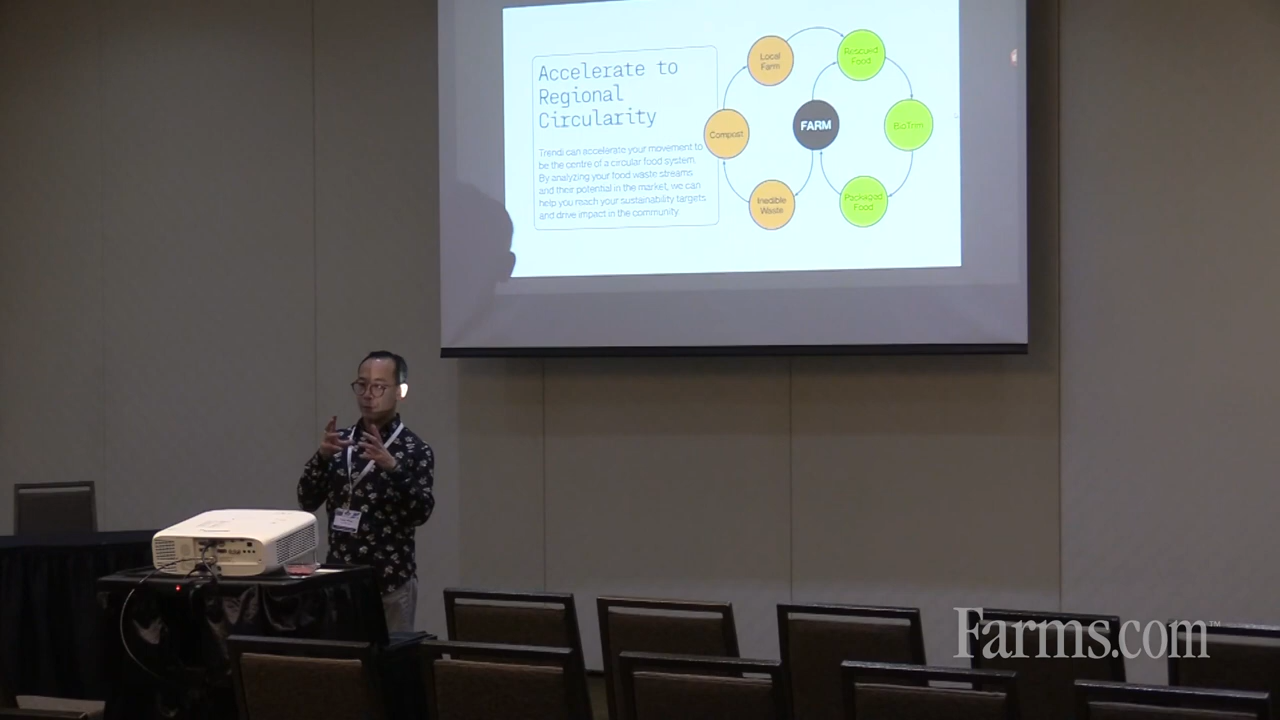 Accelerate to
Regional
Circularity
Trendi can accelerate your movement to
be the centre of a circular food system.
By analyzing your food waste streams
and their potential in the market, we can
help you reach your sustainability targets
and drive impact in the community
Local
Farm
Rescued
Food
Compost
FARM
BioTrim
Inedible
Waste
Packaged
Food
Farms.com™